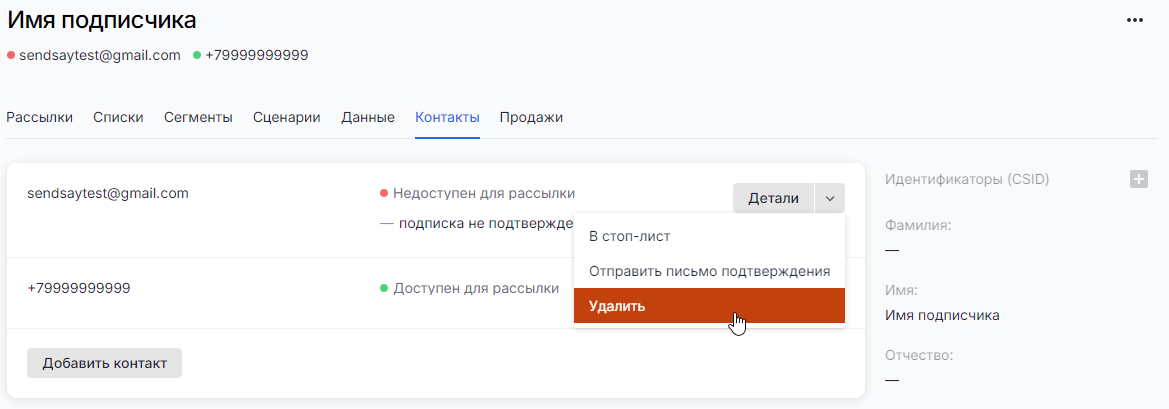 Имя подписчика
sendsaytest@gmail.com +79999999999
Рассылки Списки Сегменты Сценарии Данные Контакты Продажи
sendsaytest@gmail.com
Недоступен для рассылки
— подписка не подтвержде
Детали
В стоп-лист
Отправить письмо подтверждения
Удалить
+79999999999
Доступен для рассылки
Добавить контакт
Идентификаторы (CSID)
Фамилия:
—
Имя:
Имя подписчика
Отчество:
—